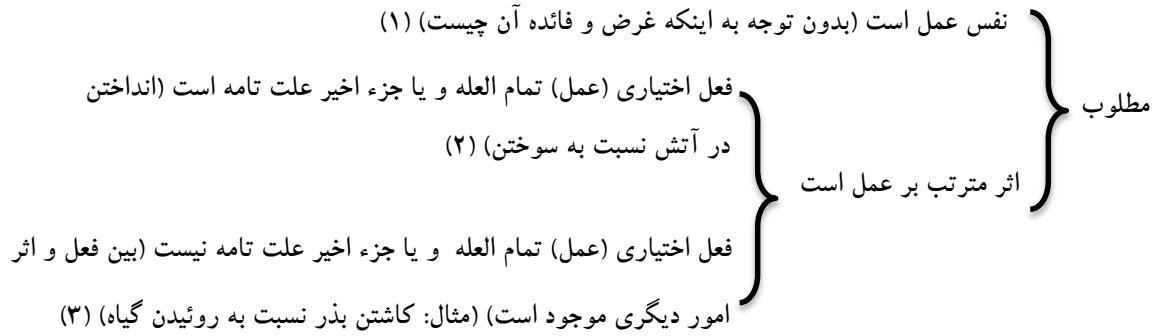 مطلوب
نفس عمل است (بدون توجه به اینکه غرض و فائده آن چیست) (۱)
اثر مترتب بر عمل است
فعل اختیاری (عمل) تمام العله و یا جزء اخیر علت تامه است (انداختن
در آتش نسبت به سوختن) (۲)
فعل اختیاری (عمل) تمام العله و یا جزء اخیر علت تامه نیست (بین فعل و اثر
امور دیگری موجود است) (مثال: کاشتن بذر نسبت به روئیدن گیاه) (۳)